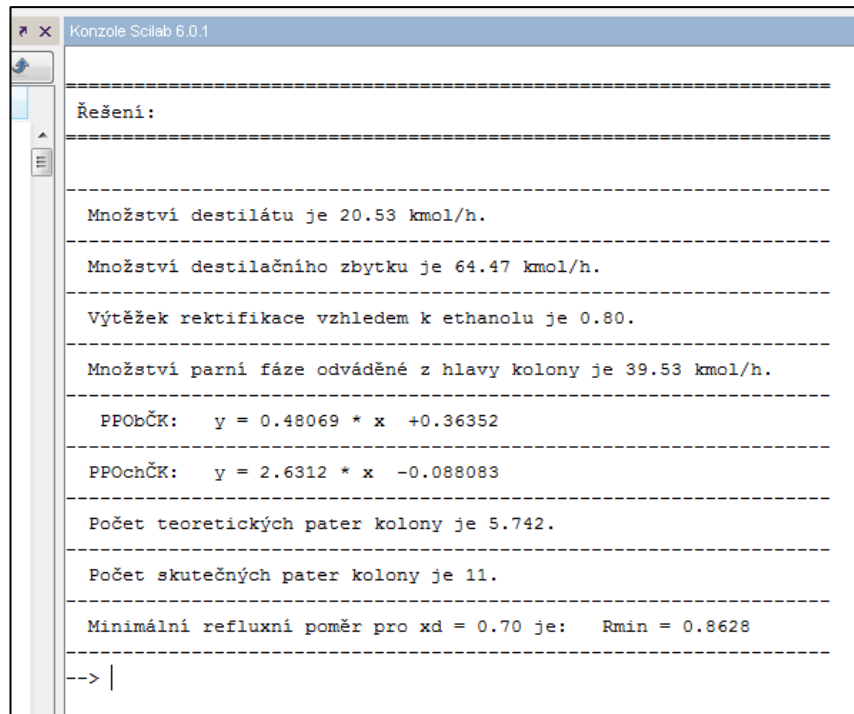 Konzole Scilab 6.0.1
====================================================================
Řešení:
====================================================================
--------------------------------------------------------------------
Množství destilátu je 20.53 kmol/h.
--------------------------------------------------------------------
Množství destilačního zbytku je 64.47 kmol/h.
--------------------------------------------------------------------
Výtěžek rektifikace vzhledem k ethanolu je 0.80.
--------------------------------------------------------------------
Množství parní fáze odváděné z hlavy kolony je 39.53 kmol/h.
--------------------------------------------------------------------
PPObČK:   y = 0.48069 * x  +0.36352
--------------------------------------------------------------------
PPOchČK:   y = 2.6312 * x  -0.088083
--------------------------------------------------------------------
Počet teoretických pater kolony je 5.742.
--------------------------------------------------------------------
Počet skutečných pater kolony je 11.
--------------------------------------------------------------------
Minimální refluxní poměr pro xd = 0.70 je:   Rmin = 0.8628
--------------------------------------------------------------------
-->